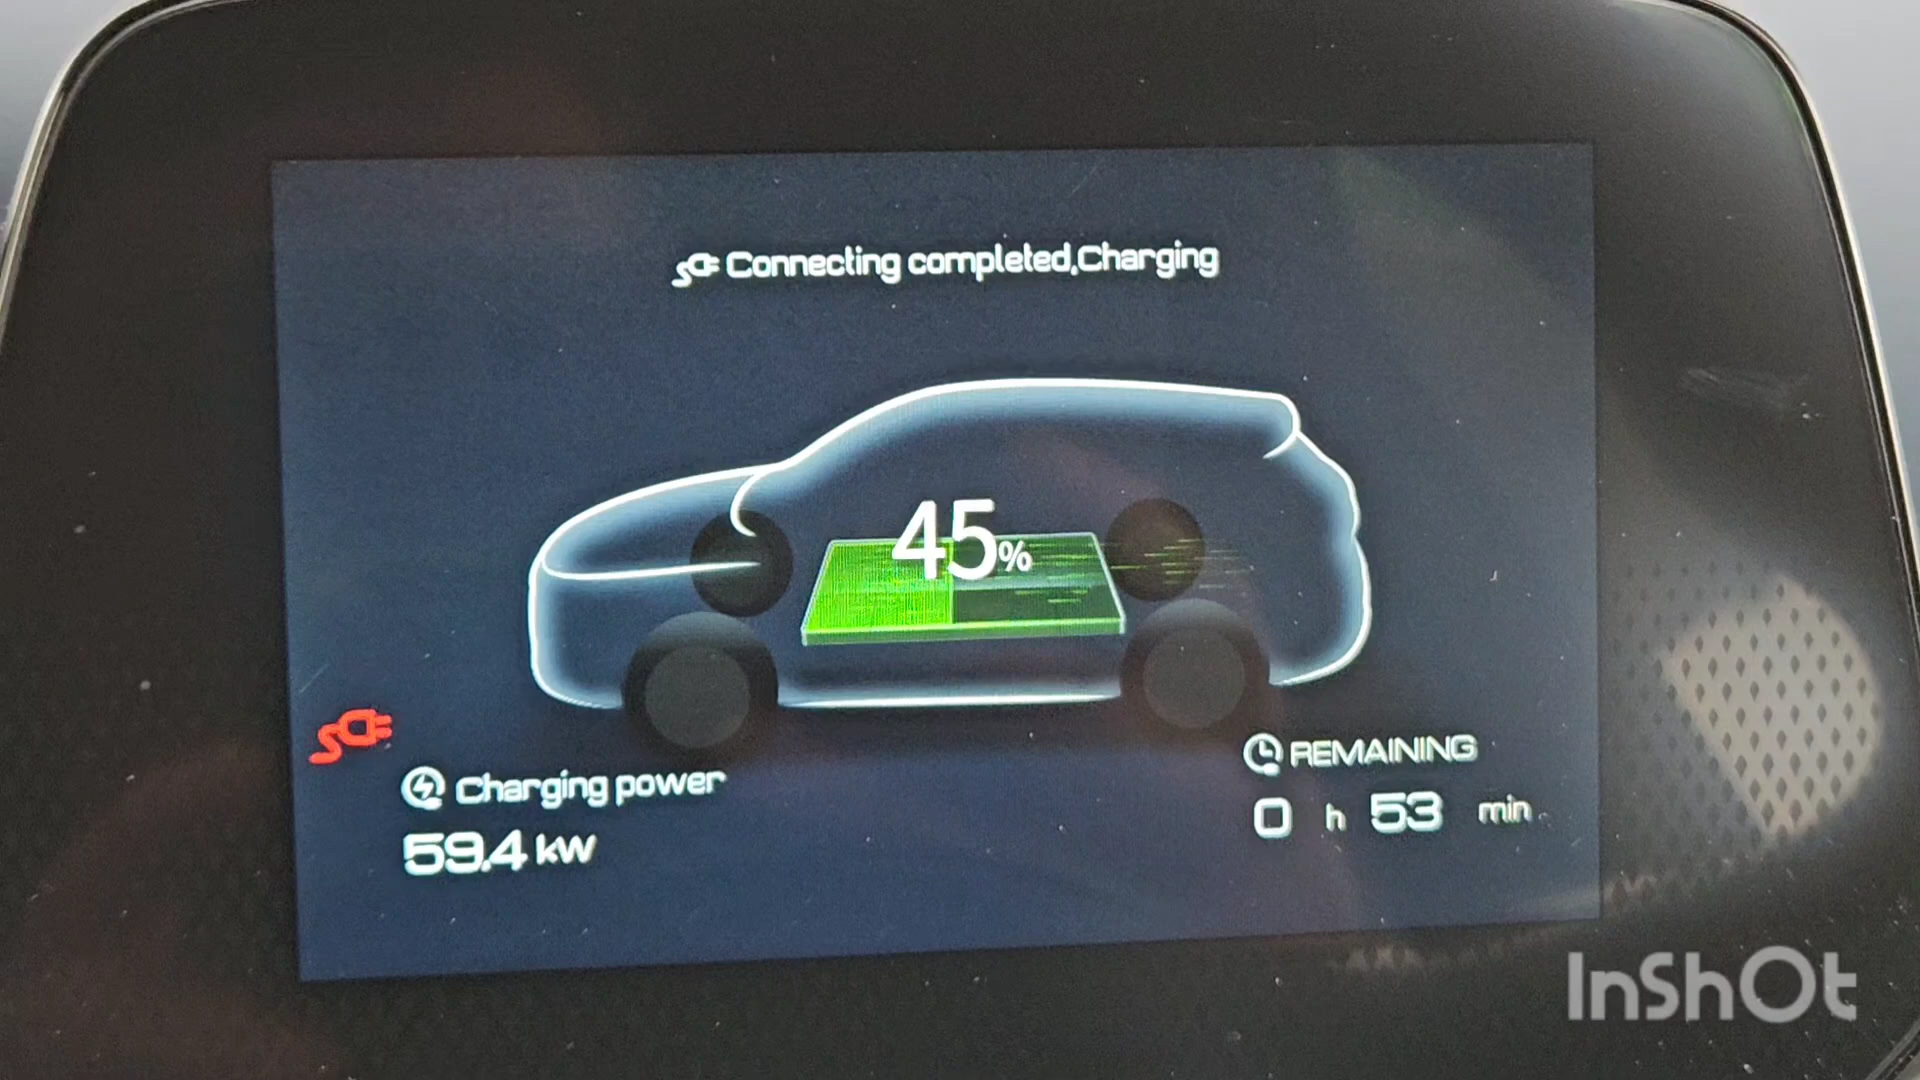 Connecting completed,Charging
45%
Charging power
59.4 kW
REMAINING
0 h 53 min
InShOt